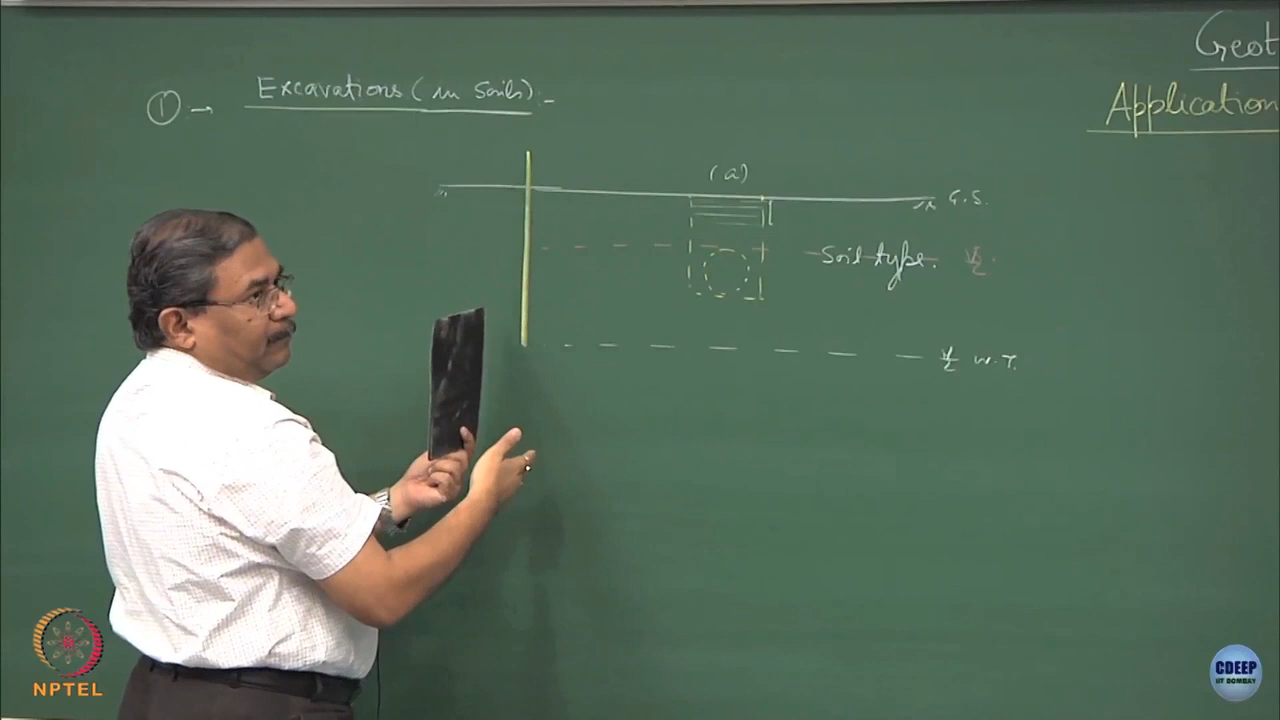 Geot
Application
① → Excavations (in soils) :-
(a)
G.S.
Soil type.
W.T.
NPTEL
CDEEP
IIT BOMBAY